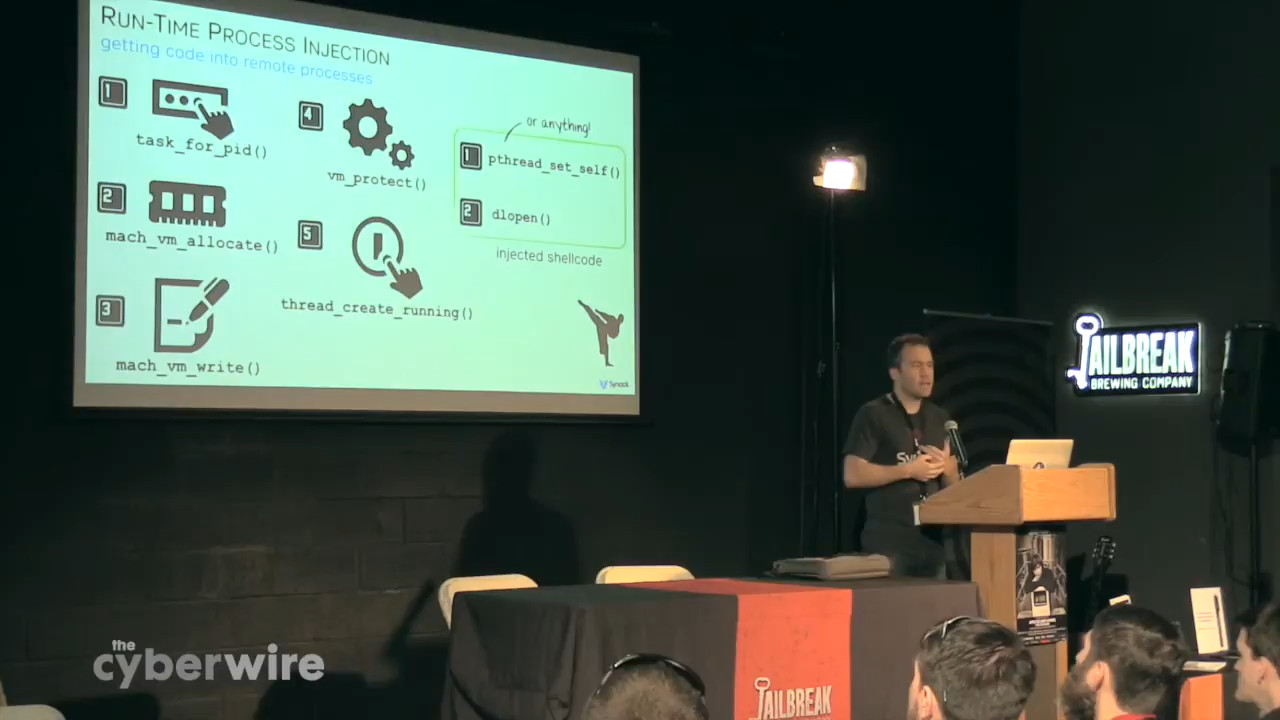 RUN-TIME PROCESS INJECTION
getting code into remote processes
1
task_for_pid()
2
mach_vm_allocate()
3
mach_vm_write()
4
vm_protect()
5
thread_create_running()
or anything!
1 pthread_set_self()
2 dlopen()
injected shellcode
Synack
JAILBREAK
BREWING COMPANY
the
cyberwire
JAILBREAK